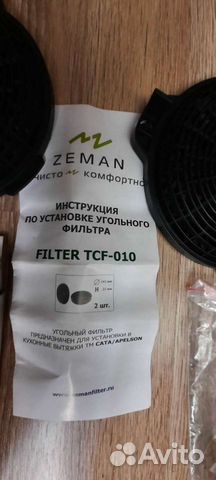 ZEMAN
чисто комфортно
ИНСТРУКЦИЯ
ПО УСТАНОВКЕ УГОЛЬНОГО
ФИЛЬТРА
FILTER TCF-010
H
2 шт.
УГОЛЬНЫЙ ФИЛЬТР
ПРЕДНАЗНАЧЕН ДЛЯ УСТАНОВКИ В
КУХОННЫЕ ВЫТЯЖКИ ТМ CATA/APELSON
www.zemanfilter.ru
Avito